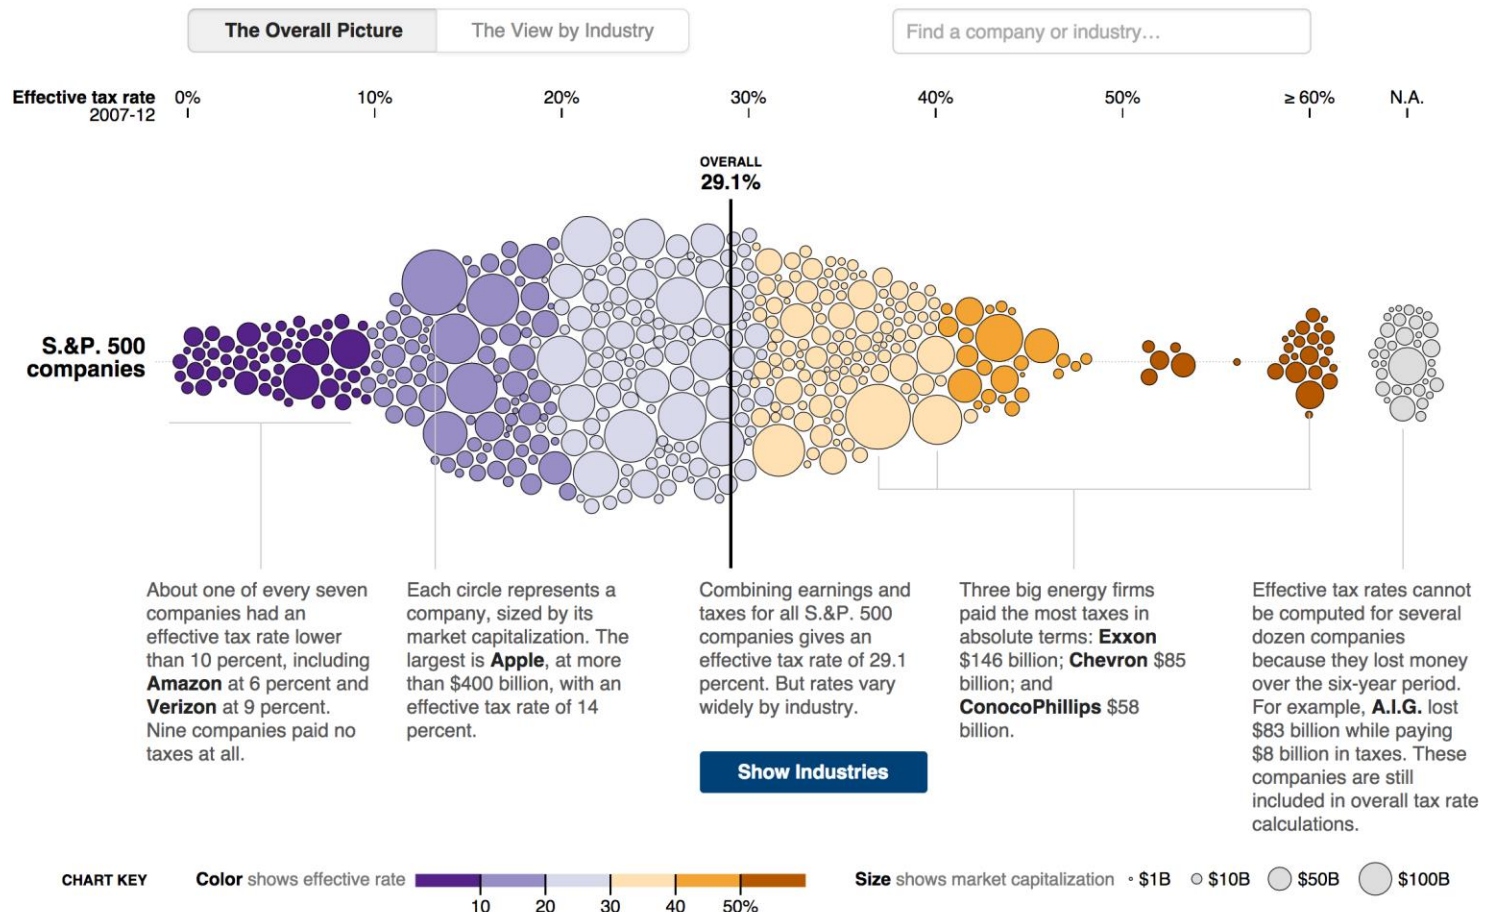 The Overall Picture
The View by Industry
Find a company or industry…
Effective tax rate
2007-12
0%
10%
20%
30%
40%
50%
≥ 60%
N.A.
OVERALL
29.1%
S.&P. 500
companies
About one of every seven
companies had an
effective tax rate lower
than 10 percent, including
Amazon at 6 percent and
Verizon at 9 percent.
Nine companies paid no
taxes at all.
Each circle represents a
company, sized by its
market capitalization. The
largest is Apple, at more
than $400 billion, with an
effective tax rate of 14
percent.
Combining earnings and
taxes for all S.&P. 500
companies gives an
effective tax rate of 29.1
percent. But rates vary
widely by industry.
Show Industries
Three big energy firms
paid the most taxes in
absolute terms: Exxon
$146 billion; Chevron $85
billion; and
ConocoPhillips $58
billion.
Effective tax rates cannot
be computed for several
dozen companies
because they lost money
over the six-year period.
For example, A.I.G. lost
$83 billion while paying
$8 billion in taxes. These
companies are still
included in overall tax rate
calculations.
CHART KEY
Color shows effective rate
10
20
30
40
50%
Size shows market capitalization
$1B
$10B
$50B
$100B